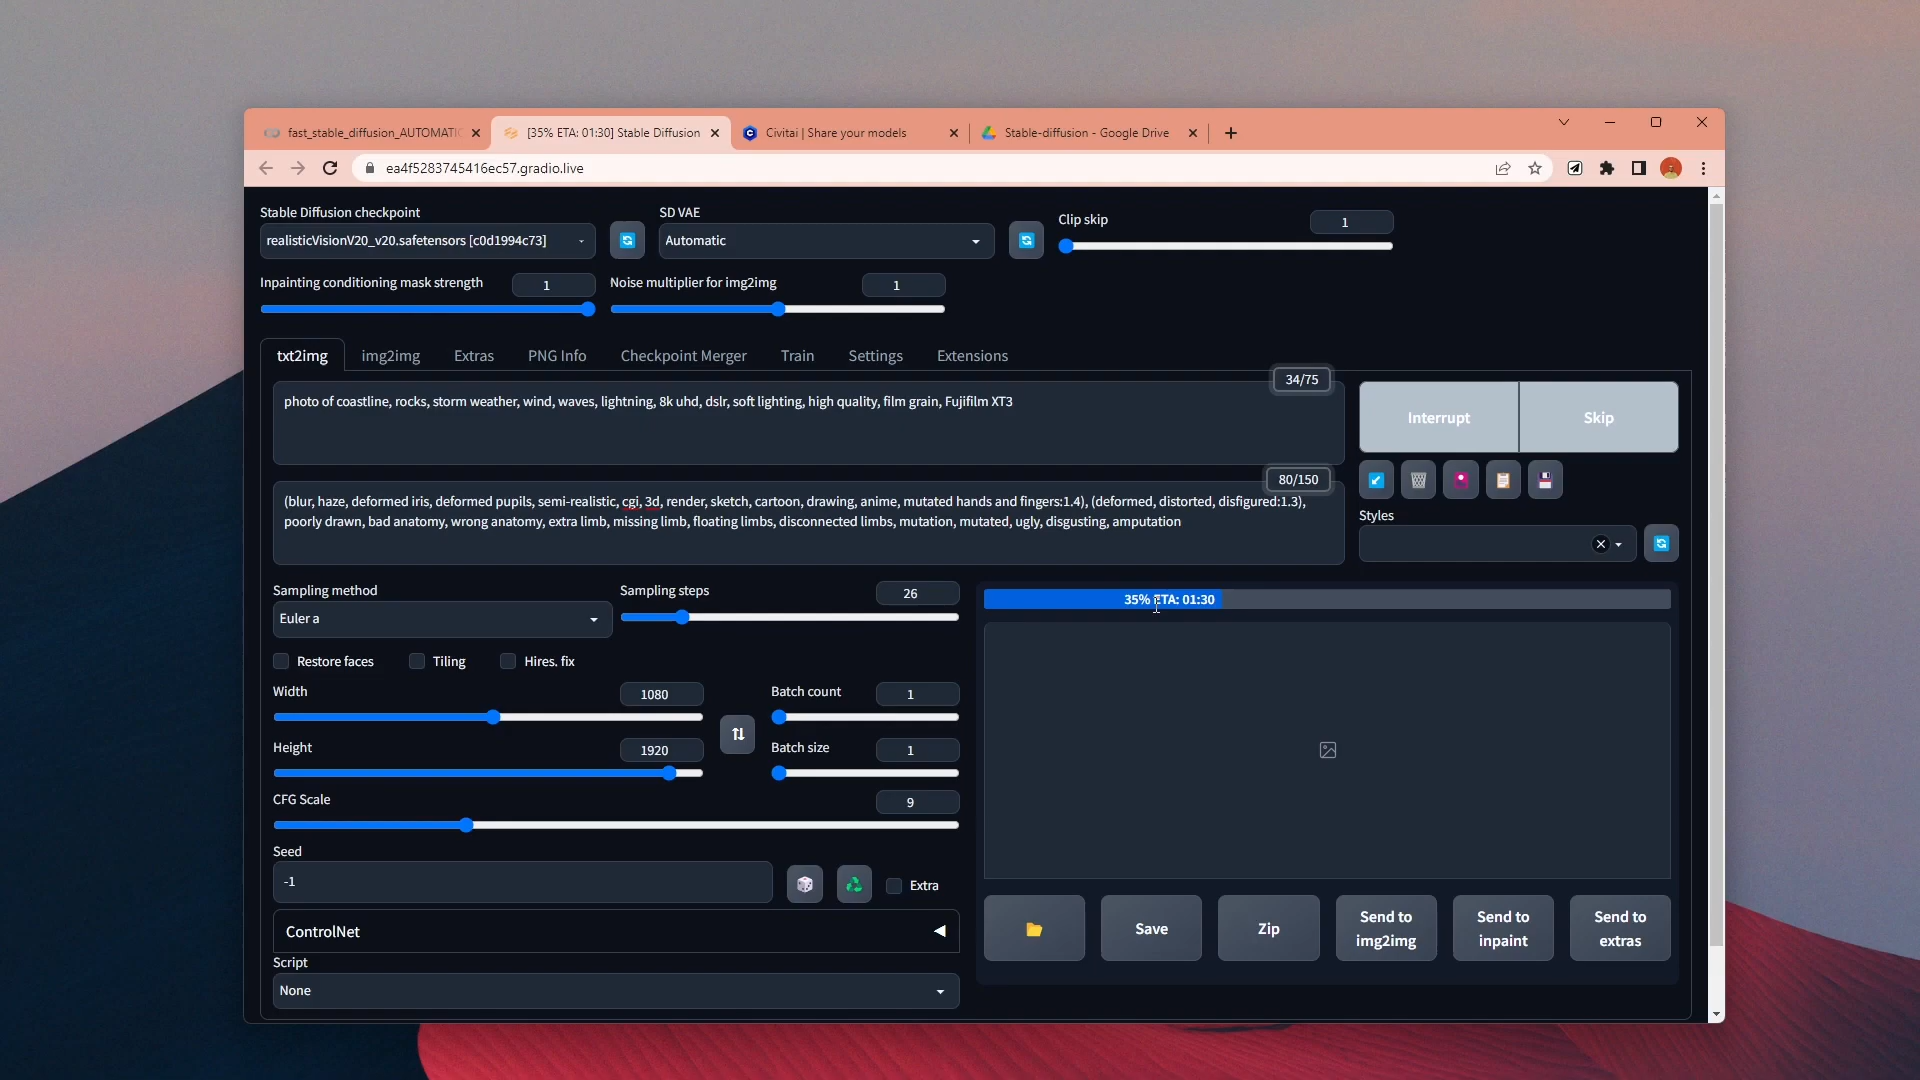 fast_stable_diffusion_AUTOMATI
[35% ETA: 01:30] Stable Diffusion
Civitai | Share your models
Stable-diffusion - Google Drive
ea4f5283745416ec57.gradio.live
Stable Diffusion checkpoint
SD VAE
Clip skip
1
realisticVisionV20_v20.safetensors [c0d1994c73]
Automatic
Inpainting conditioning mask strength
1
Noise multiplier for img2img
1
txt2img
img2img
Extras
PNG Info
Checkpoint Merger
Train
Settings
Extensions
34/75
photo of coastline, rocks, storm weather, wind, waves, lightning, 8k uhd, dslr, soft lighting, high quality, film grain, Fujifilm XT3
Interrupt
Skip
80/150
(blur, haze, deformed iris, deformed pupils, semi-realistic, cgi, 3d, render, sketch, cartoon, drawing, anime, mutated hands and fingers:1.4), (deformed, distorted, disfigured:1.3),
poorly drawn, bad anatomy, wrong anatomy, extra limb, missing limb, floating limbs, disconnected limbs, mutation, mutated, ugly, disgusting, amputation
Styles
Sampling method
Euler a
Sampling steps
26
35% ETA: 01:30
Restore faces
Tiling
Hires. fix
Width
1080
Batch count
1
Height
1920
Batch size
1
CFG Scale
9
Seed
-1
Extra
ControlNet
Script
None
Save
Zip
Send to
img2img
Send to
inpaint
Send to
extras